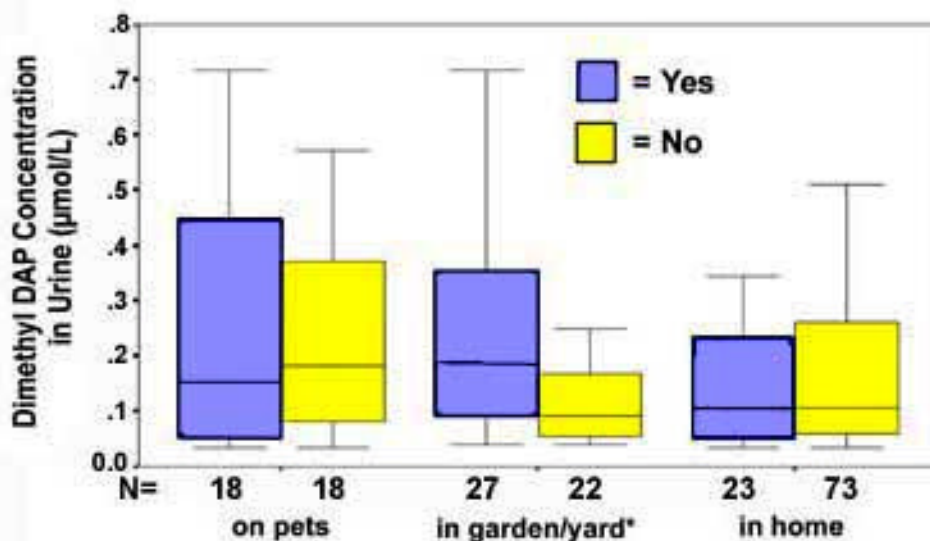 Dimethyl DAP Concentration
in Urine (µmol/L)
.8
.7
.6
.5
.4
.3
.2
.1
0.0
= Yes
= No
N= 18 18 27 22 23 73
on pets in garden/yard* in home